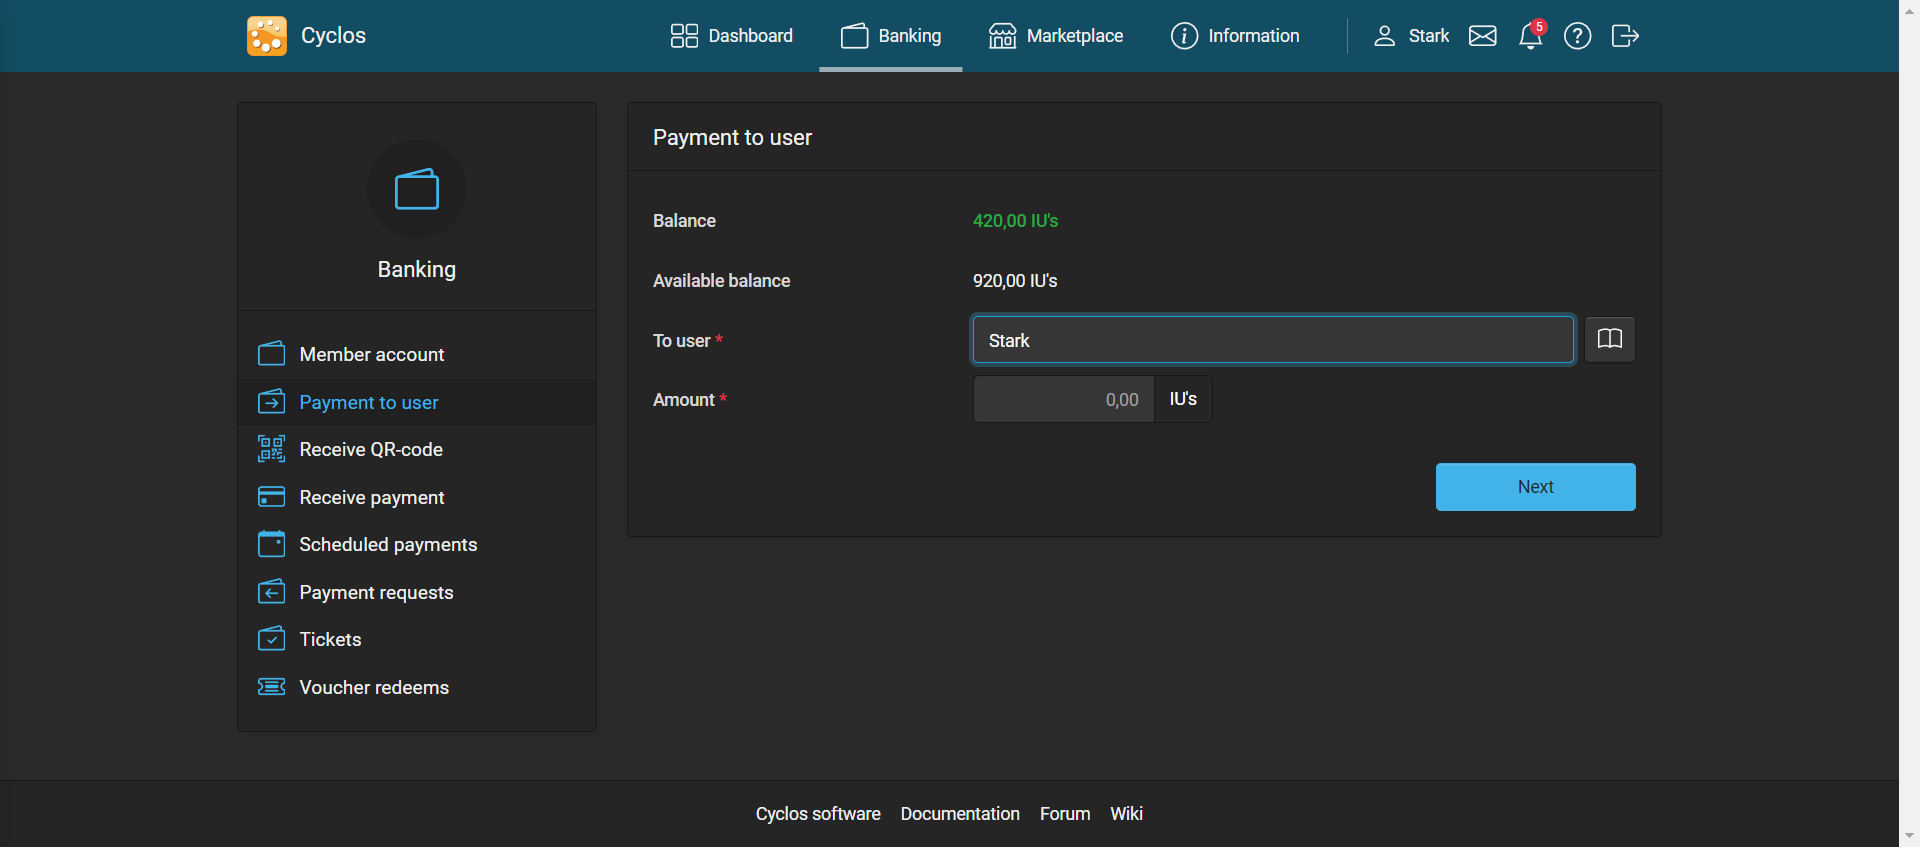 Cyclos
Dashboard
Banking
Marketplace
Information
Stark
5
Banking
Member account
Payment to user
Receive QR-code
Receive payment
Scheduled payments
Payment requests
Tickets
Voucher redeems
Payment to user
Balance 420,00 IU's
Available balance 920,00 IU's
To user * Stark
Amount * 0,00 IU's
Next
Cyclos software Documentation Forum Wiki